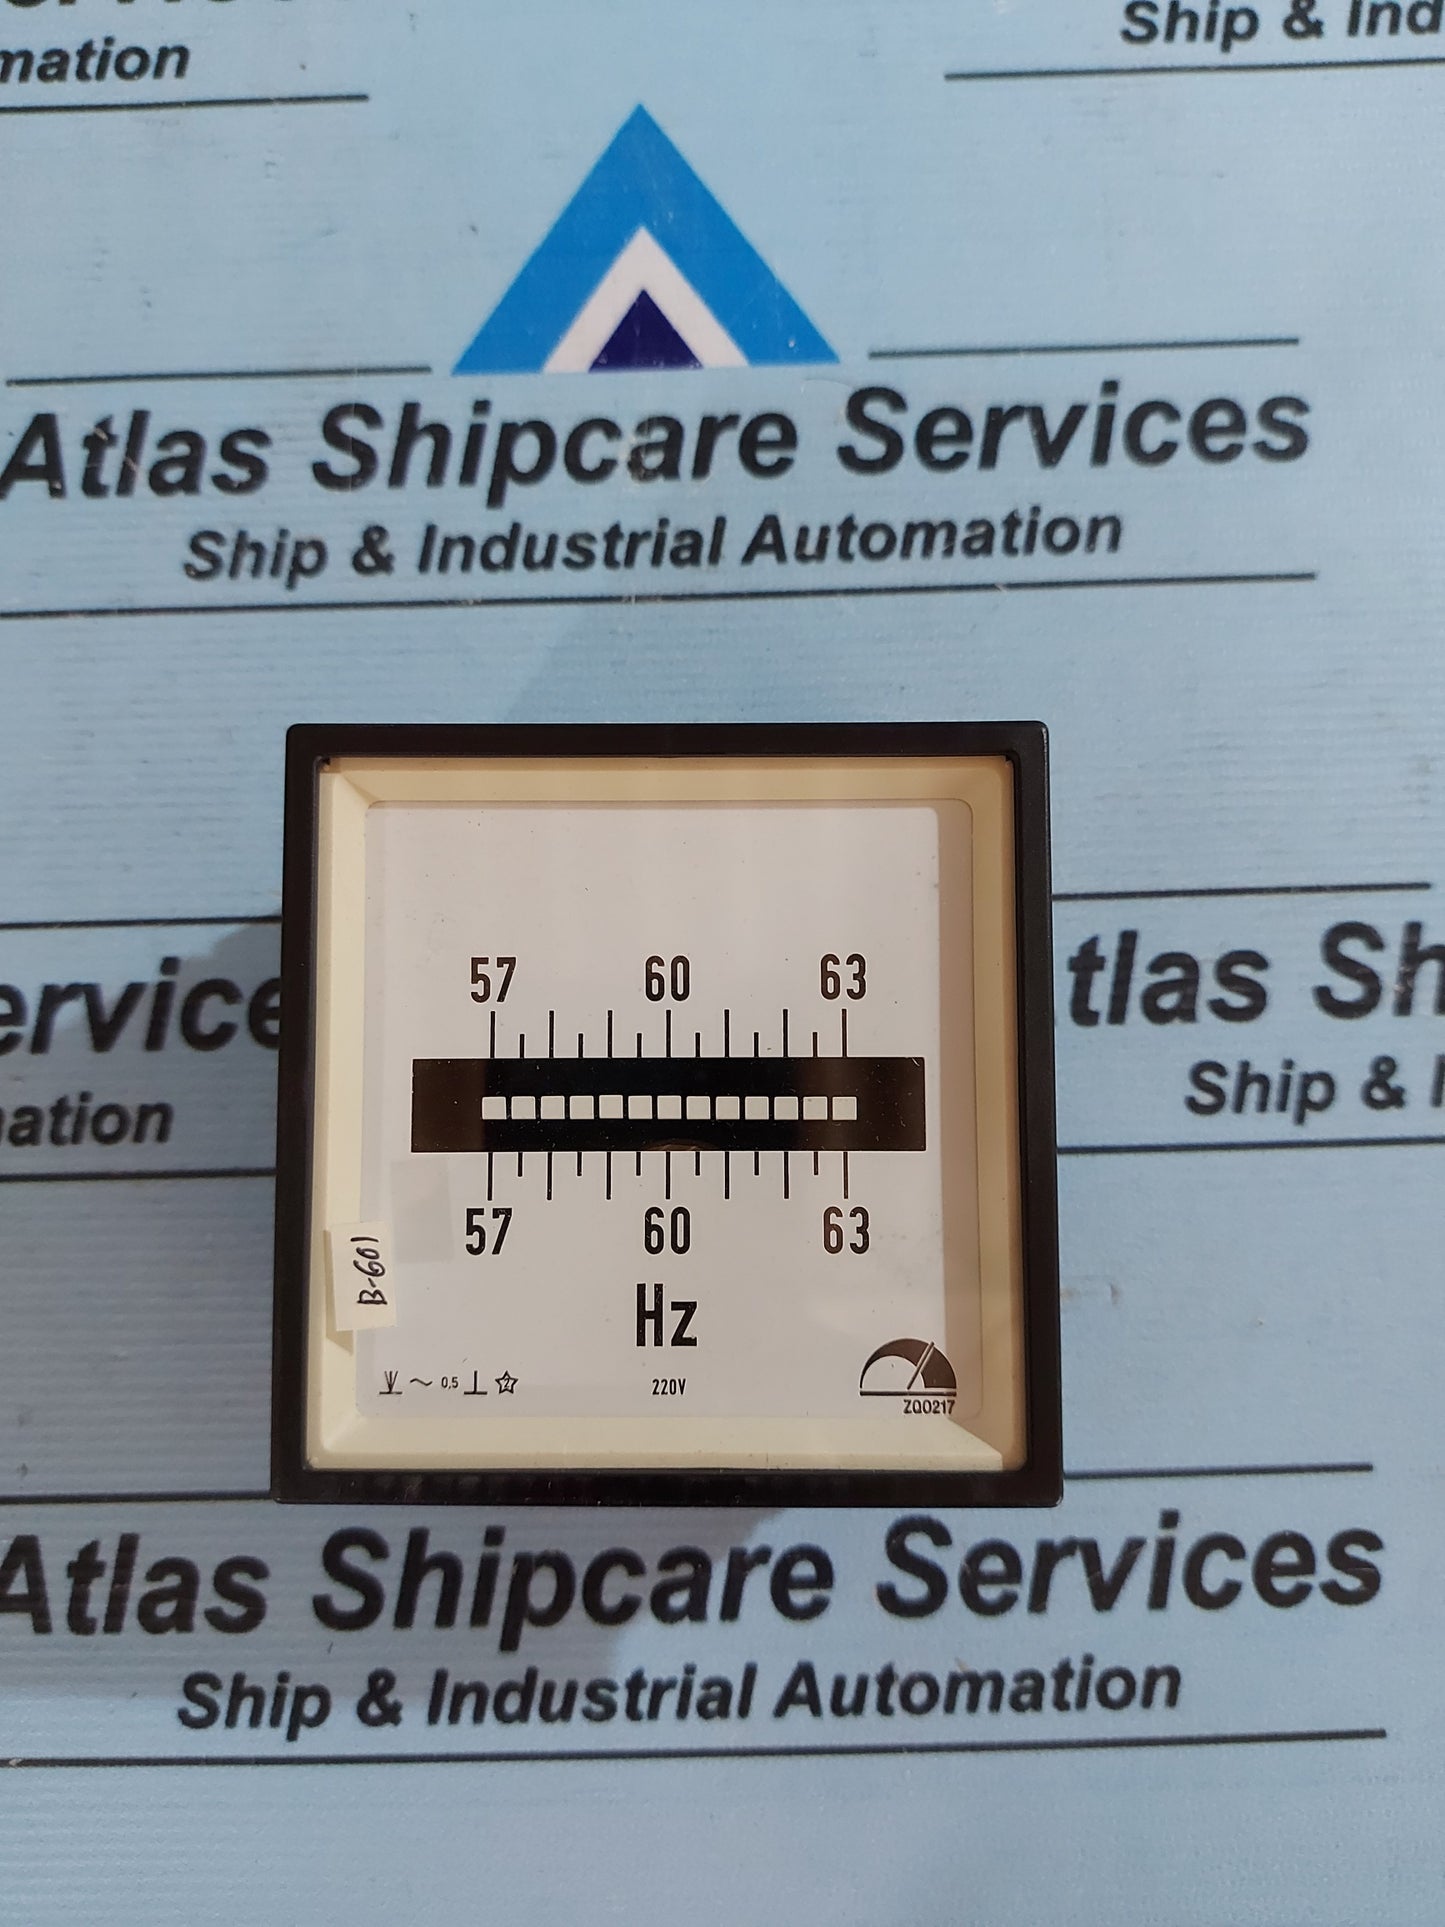 mation
Ship & Ind
Atlas Shipcare Services
Ship & Industrial Automation
ervice
tlas Sh
ation
Ship &
57 60 63
57 60 63
Hz
B-601
~ 0,5 ⊥ 2
220V
ZQ0217
Atlas Shipcare Services
Ship & Industrial Automation